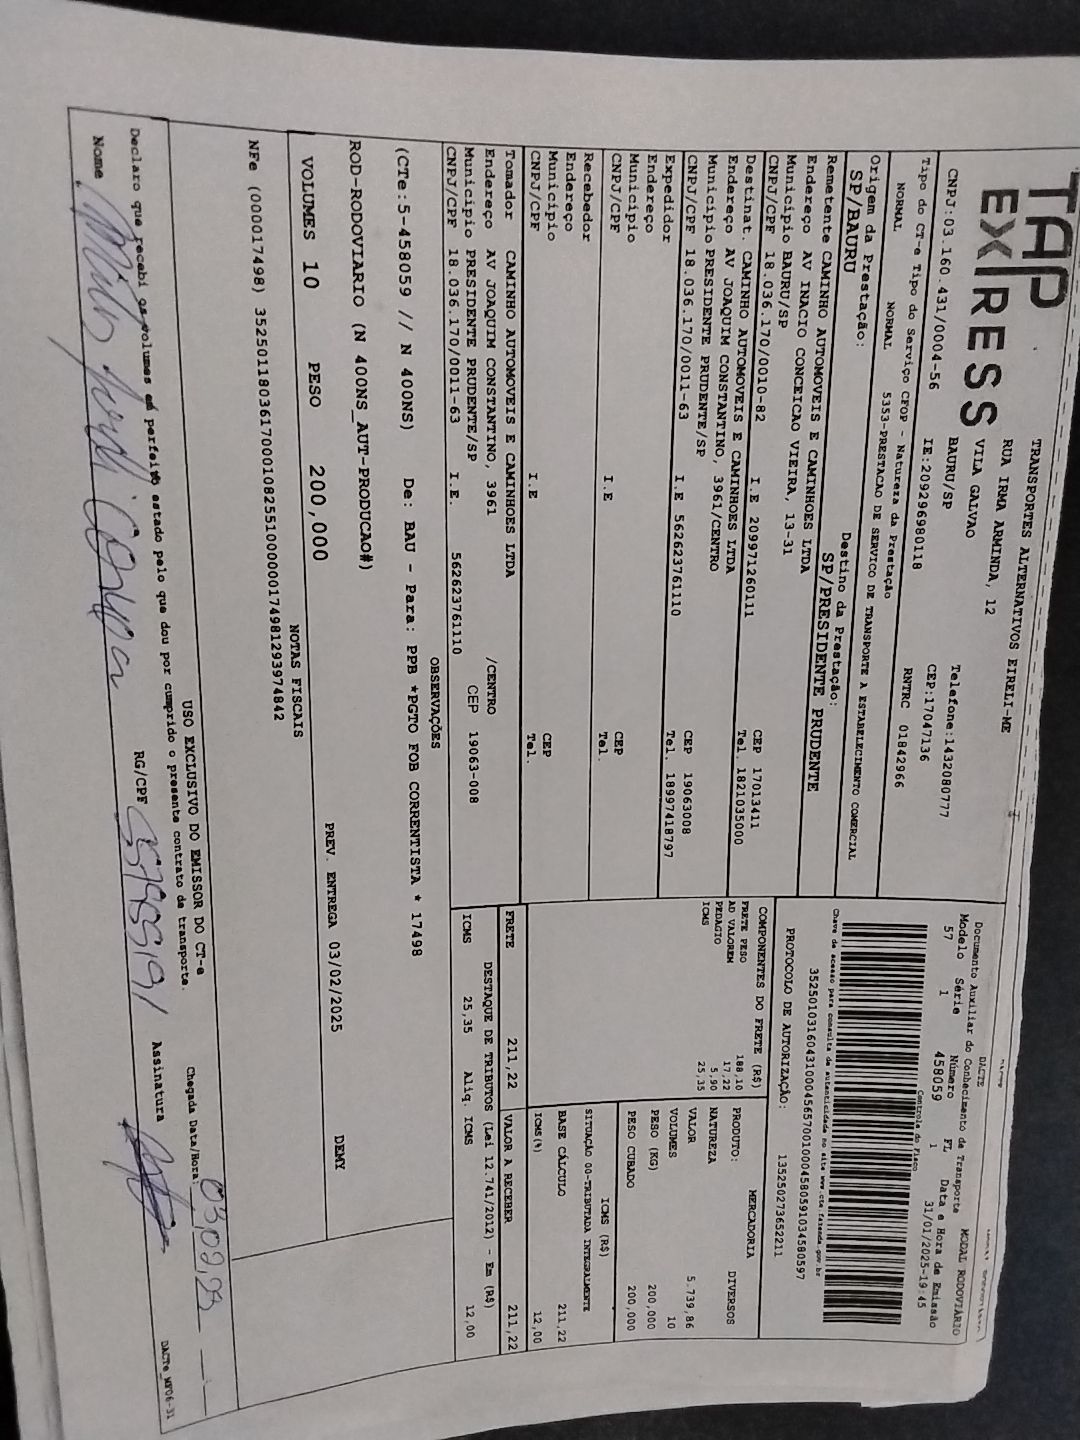 TAP EXPRESS
TRANSPORTES ALTERNATIVOS EIRELI-ME
RUA IRMA ARMINDA, 12
VILA GALVAO
BAURU/SP
Telefone:1432080777
CEP:17047136
CNPJ:03.160.431/0004-56
IE:209296980118
RNTRC 01842966
Tipo do CT-e Tipo do Serviço CFOP - Natureza da Prestação
NORMAL NORMAL 5353-PRESTACAO DE SERVICO DE TRANSPORTE A ESTABELECIMENTO COMERCIAL
Origem da Prestação: Destino da Prestação:
SP/BAURU SP/PRESIDENTE PRUDENTE
Remetente CAMINHO AUTOMOVEIS E CAMINHOES LTDA
Endereço AV INACIO CONCEICAO VIEIRA, 13-31
Municipio BAURU/SP CEP 17013411
CNPJ/CPF 18.036.170/0010-82 I.E 209971260111 Tel. 1821035000
Destinat. CAMINHO AUTOMOVEIS E CAMINHOES LTDA
Endereço AV JOAQUIM CONSTANTINO, 3961/CENTRO
Municipio PRESIDENTE PRUDENTE/SP CEP 19063008
CNPJ/CPF 18.036.170/0011-63 I.E 562623761110 Tel. 18997418797
Expedidor
Endereço
Municipio CEP
CNPJ/CPF I.E Tel.
Recebedor
Endereço
Municipio CEP
CNPJ/CPF I.E Tel.
Tomador CAMINHO AUTOMOVEIS E CAMINHOES LTDA
Endereço AV JOAQUIM CONSTANTINO, 3961 /CENTRO
Municipio PRESIDENTE PRUDENTE/SP CEP 19063-008
CNPJ/CPF 18.036.170/0011-63 I.E. 562623761110
DACTE
Documento Auxiliar do Conhecimento de Transporte MODAL RODOVIÁRIO
Modelo Série Número FL Data e Hora de Emissão
57 1 458059 1 31/01/2025-19:45
Controle do Fisco
Chave de acesso para consulta de autenticidade no site www.cte.fazenda.gov.br
35250103160431000456570010004580591034580597
PROTOCOLO DE AUTORIZAÇÃO: 135250273652211
COMPONENTES DO FRETE (R$)
FRETE PESO 188,10
AD VALOREM 17,22
PEDAGIO 5,90
ICMS 25,35
MERCADORIA
PRODUTO: DIVERSOS
NATUREZA
VALOR 5.739,86
VOLUMES 10
PESO (KG) 200,000
PESO CUBADO 200,000
ICMS (R$)
SITUAÇÃO 00-TRIBUTADA INTEGRALMENTE
BASE CÁLCULO 211,22
ICMS(%) 12,00
FRETE 211,22 VALOR A RECEBER 211,22
DESTAQUE DE TRIBUTOS (Lei 12.741/2012) - Em (R$)
ICMS 25,35 Aliq. ICMS 12,00
OBSERVAÇÕES
(CTe:5-458059 // N 400NS) De: BAU - Para: PPB *PGTO FOB CORRENTISTA * 17498
ROD-RODOVIARIO (N 400NS_AUT-PRODUCAO#)
VOLUMES 10 PESO 200,000 PREV. ENTREGA 03/02/2025 DEMY
NOTAS FISCAIS
NFe (000017498) 35250118036170001082551000000174981293974842
USO EXCLUSIVO DO EMISSOR DO CT-e
Declaro que recebi os volumes em perfeito estado pelo que dou por cumprido o presente contrato de transporte.
Chegada Data/Hora:
Nome RG/CPF Assinatura
DACTe_MF06-31